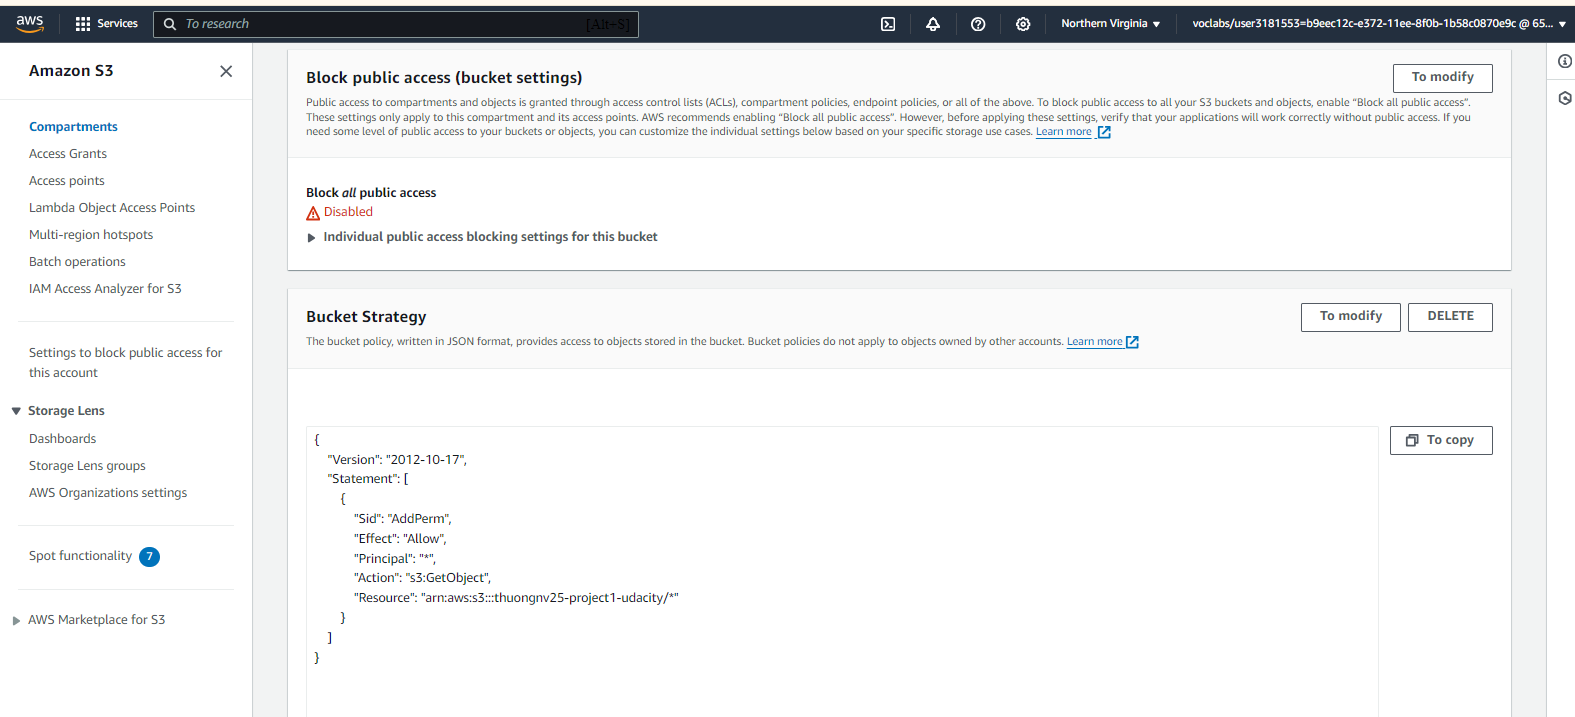 aws
Services
To research
[Alt+S]
Northern Virginia
voclabs/user3181553=b9eec12c-e372-11ee-8f0b-1b58c0870e9c @ 65...
Amazon S3
Compartments
Access Grants
Access points
Lambda Object Access Points
Multi-region hotspots
Batch operations
IAM Access Analyzer for S3
Settings to block public access for
this account
Storage Lens
Dashboards
Storage Lens groups
AWS Organizations settings
Spot functionality 7
AWS Marketplace for S3
Block public access (bucket settings)
To modify
Public access to compartments and objects is granted through access control lists (ACLs), compartment policies, endpoint policies, or all of the above. To block public access to all your S3 buckets and objects, enable “Block all public access”.
These settings only apply to this compartment and its access points. AWS recommends enabling “Block all public access”. However, before applying these settings, verify that your applications will work correctly without public access. If you
need some level of public access to your buckets or objects, you can customize the individual settings below based on your specific storage use cases. Learn more
Block all public access
Disabled
Individual public access blocking settings for this bucket
Bucket Strategy
To modify
DELETE
The bucket policy, written in JSON format, provides access to objects stored in the bucket. Bucket policies do not apply to objects owned by other accounts. Learn more
To copy
{
"Version": "2012-10-17",
"Statement": [
{
"Sid": "AddPerm",
"Effect": "Allow",
"Principal": "*",
"Action": "s3:GetObject",
"Resource": "arn:aws:s3:::thuongnv25-project1-udacity/*"
}
]
}